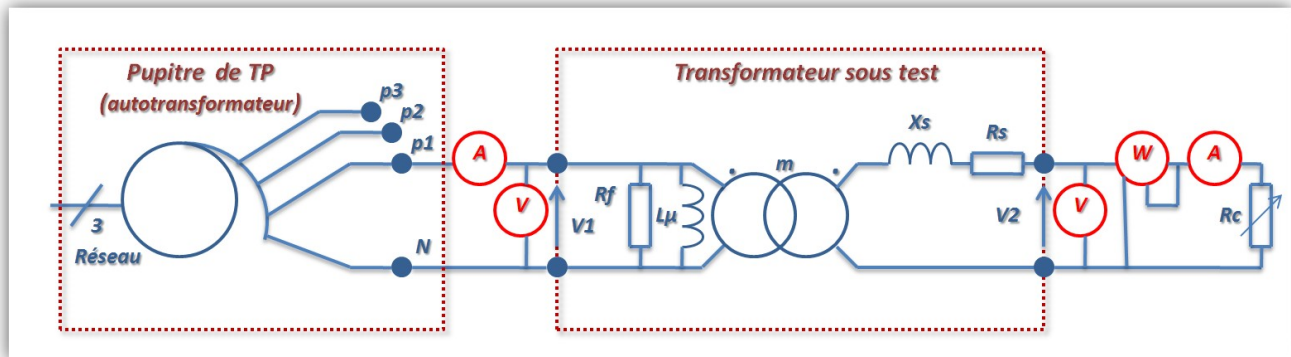 Pupitre de TP
(autotransformateur)
p3
p2
p1
A
V
N
3
Réseau
Transformateur sous test
V1
Rf
Lμ
m
Xs
Rs
V2
V
W
A
Rc